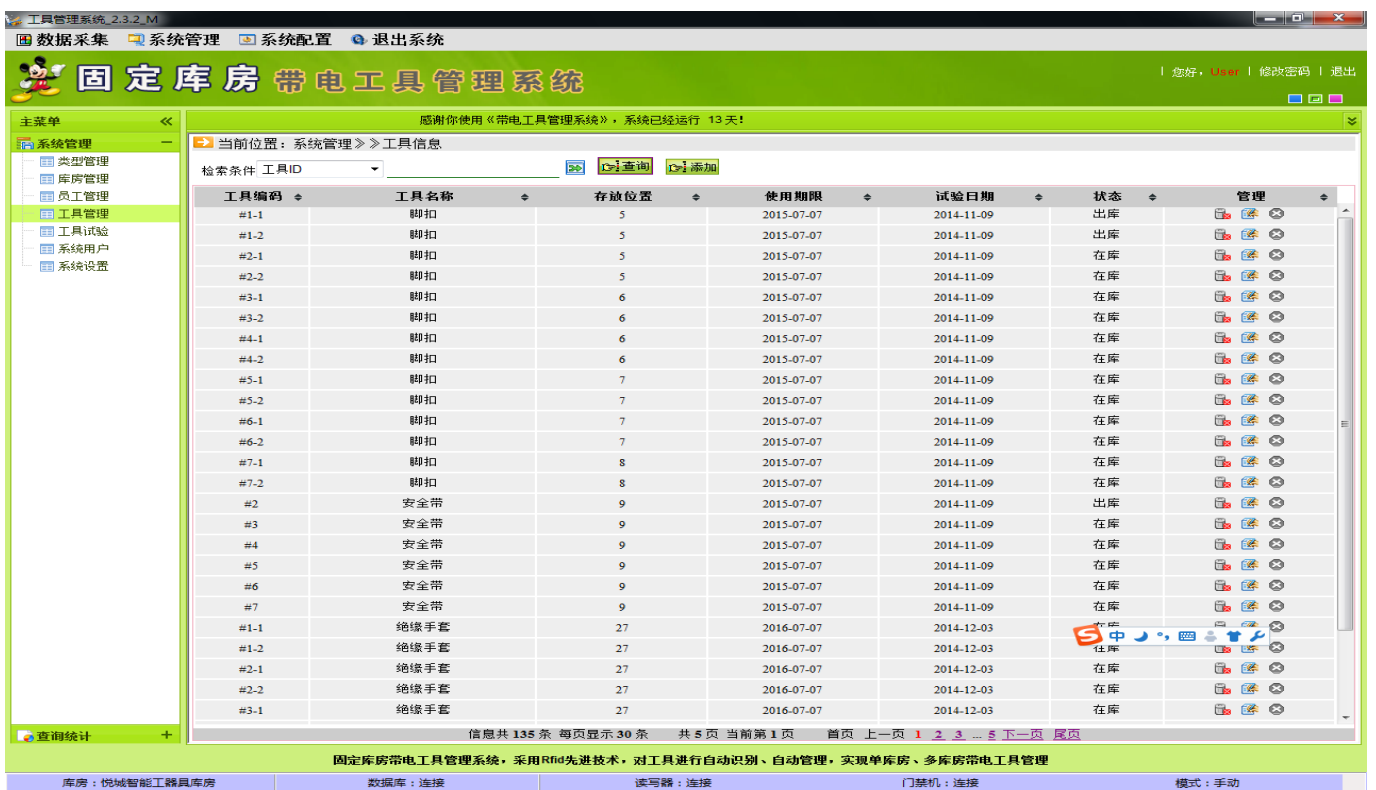 工具管理系统_2.3.2_M
数据采集 系统管理 系统配置 退出系统
固定库房 带电工具管理系统
| 您好，User | 修改密码 | 退出
主菜单 感谢你使用《带电工具管理系统》，系统已经运行 13天！
系统管理
类型管理
库房管理
员工管理
工具管理
工具试验
系统用户
系统设置
查询统计
当前位置：系统管理》》工具信息
检索条件 工具ID 查询 添加
工具编码 工具名称 存放位置 使用期限 试验日期 状态 管理
#1-1 脚扣 5 2015-07-07 2014-11-09 出库
#1-2 脚扣 5 2015-07-07 2014-11-09 出库
#2-1 脚扣 5 2015-07-07 2014-11-09 在库
#2-2 脚扣 5 2015-07-07 2014-11-09 在库
#3-1 脚扣 6 2015-07-07 2014-11-09 在库
#3-2 脚扣 6 2015-07-07 2014-11-09 在库
#4-1 脚扣 6 2015-07-07 2014-11-09 在库
#4-2 脚扣 6 2015-07-07 2014-11-09 在库
#5-1 脚扣 7 2015-07-07 2014-11-09 在库
#5-2 脚扣 7 2015-07-07 2014-11-09 在库
#6-1 脚扣 7 2015-07-07 2014-11-09 在库
#6-2 脚扣 7 2015-07-07 2014-11-09 在库
#7-1 脚扣 8 2015-07-07 2014-11-09 在库
#7-2 脚扣 8 2015-07-07 2014-11-09 在库
#2 安全带 9 2015-07-07 2014-11-09 出库
#3 安全带 9 2015-07-07 2014-11-09 在库
#4 安全带 9 2015-07-07 2014-11-09 在库
#5 安全带 9 2015-07-07 2014-11-09 在库
#6 安全带 9 2015-07-07 2014-11-09 在库
#7 安全带 9 2015-07-07 2014-11-09 在库
#1-1 绝缘手套 27 2016-07-07 2014-12-03
中
#1-2 绝缘手套 27 2016-07-07 2014-12-03 在库
#2-1 绝缘手套 27 2016-07-07 2014-12-03 在库
#2-2 绝缘手套 27 2016-07-07 2014-12-03 在库
#3-1 绝缘手套 27 2016-07-07 2014-12-03 在库
信息共 135 条 每页显示 30 条 共 5 页 当前第 1 页 首页 上一页 1 2 3 ... 5 下一页 尾页
固定库房带电工具管理系统，采用Rfid先进技术，对工具进行自动识别、自动管理，实现单库房、多库房带电工具管理
库房：悦城智能工器具库房 数据库：连接 读写器：连接 门禁机：连接 模式：手动